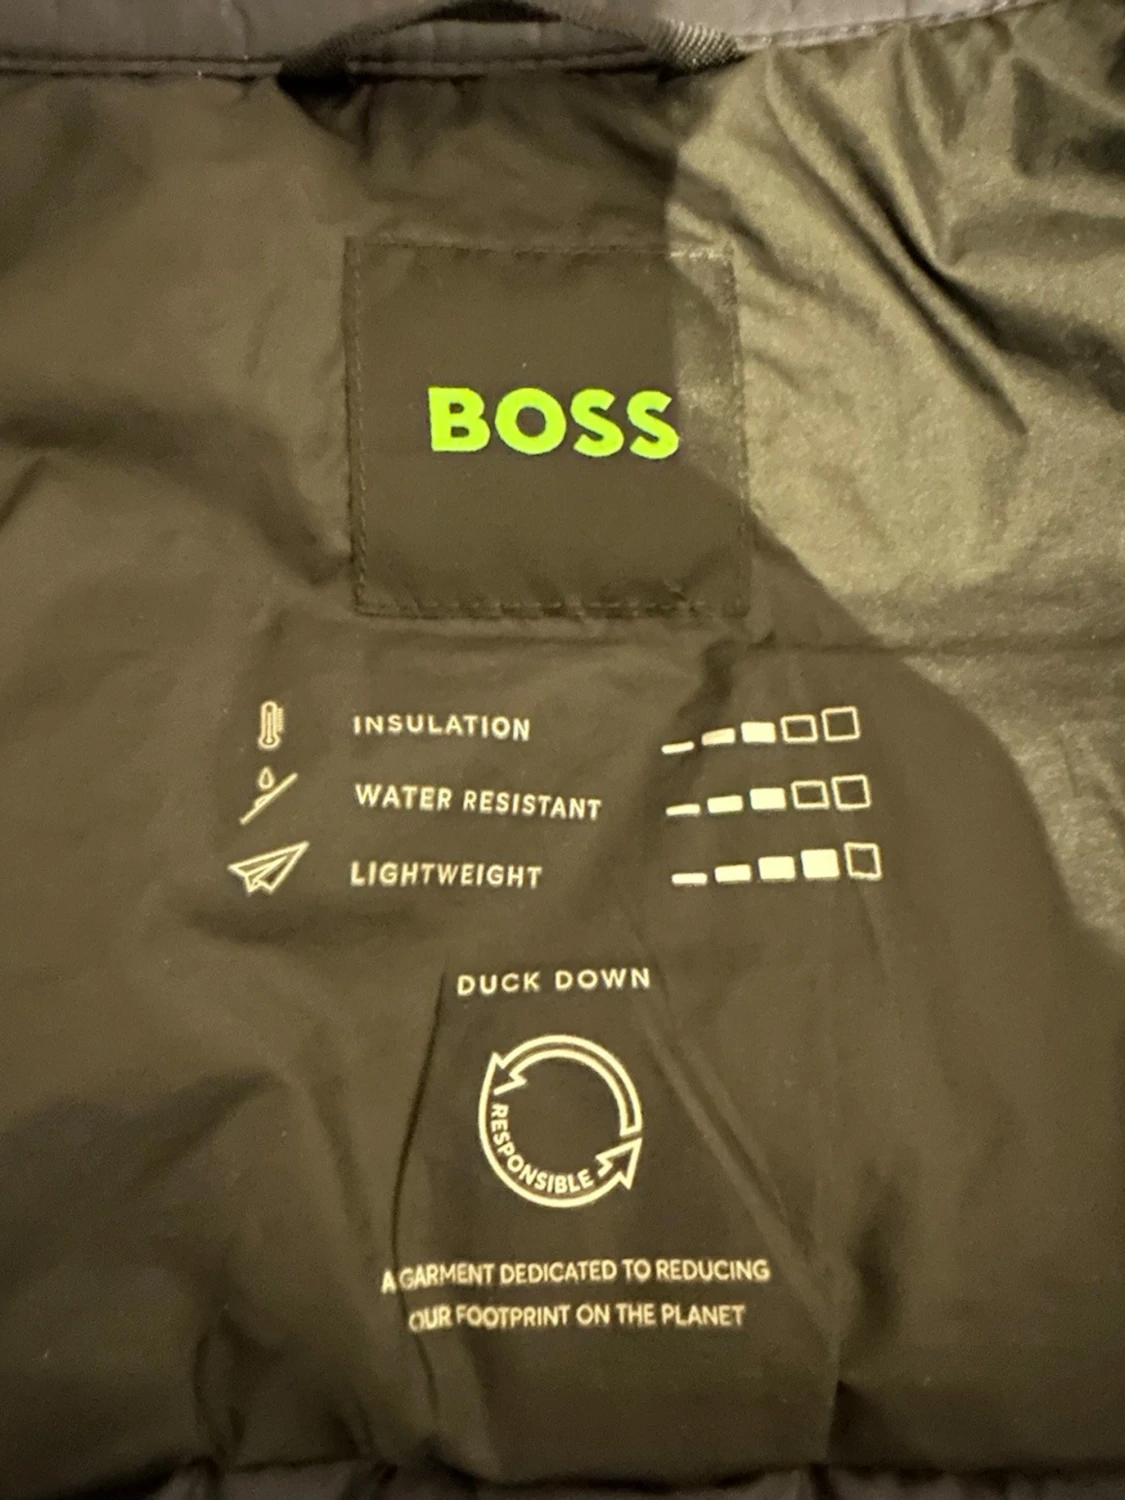 BOSS
INSULATION
WATER RESISTANT
LIGHTWEIGHT
DUCK DOWN
RESPONSIBLE
A GARMENT DEDICATED TO REDUCING
OUR FOOTPRINT ON THE PLANET